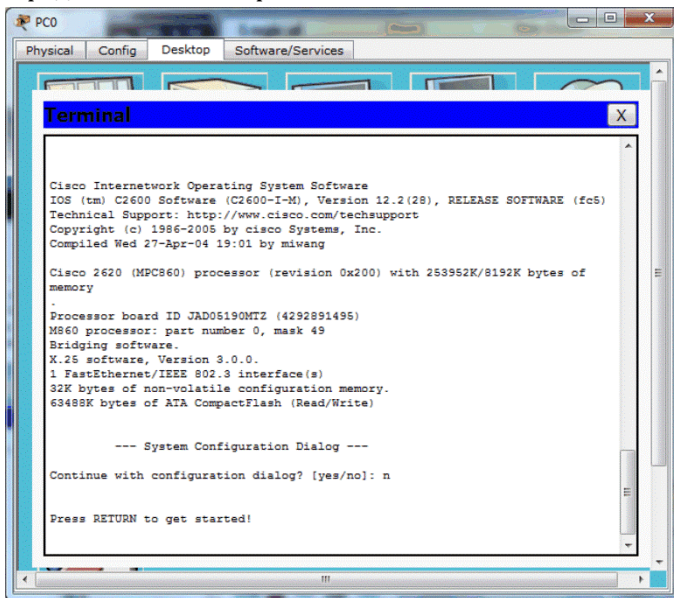 PC0
Physical Config Desktop Software/Services
Terminal
X
Cisco Internetwork Operating System Software
IOS (tm) C2600 Software (C2600-I-M), Version 12.2(28), RELEASE SOFTWARE (fc5)
Technical Support: http://www.cisco.com/techsupport
Copyright (c) 1986-2005 by cisco Systems, Inc.
Compiled Wed 27-Apr-04 19:01 by miwang
Cisco 2620 (MPC860) processor (revision 0x200) with 253952K/8192K bytes of
memory
.
Processor board ID JAD05190MTZ (4292891495)
M860 processor: part number 0, mask 49
Bridging software.
X.25 software, Version 3.0.0.
1 FastEthernet/IEEE 802.3 interface(s)
32K bytes of non-volatile configuration memory.
63488K bytes of ATA CompactFlash (Read/Write)
--- System Configuration Dialog ---
Continue with configuration dialog? [yes/no]: n
Press RETURN to get started!